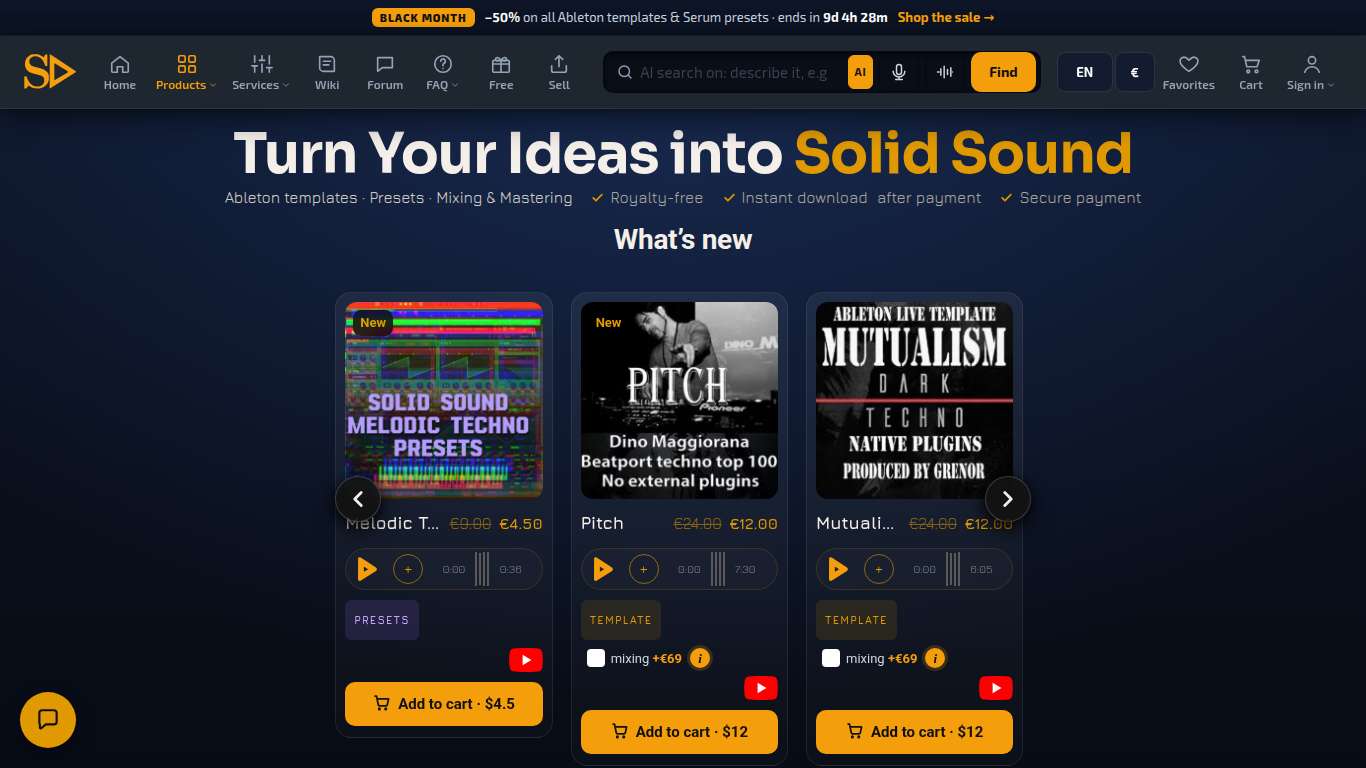 BLACK MONTH −50% on all Ableton templates & Serum presets · ends in 9d 4h 28m Shop the sale →
Home Products Services Wiki Forum FAQ Free Sell AI search on: describe it, e.g AI Find EN € Favorites Cart Sign in
Turn Your Ideas into Solid Sound
Ableton templates · Presets · Mixing & Mastering ✓ Royalty-free ✓ Instant download after payment ✓ Secure payment
What's new
New
SOLID SOUND
MELODIC TECHNO
PRESETS
Melodic T... €9.00 €4.50
0:00 0:36
PRESETS
Add to cart · $4.5
New
DINO M
PITCH
Pioneer
Dino Maggiorana
Beatport techno top 100
No external plugins
Pitch €24.00 €12.00
0:00 7:30
TEMPLATE
mixing +€69 i
Add to cart · $12
ABLETON LIVE TEMPLATE
MUTUALISM
DARK
TECHNO
NATIVE PLUGINS
PRODUCED BY GRENOR
Mutuali... €24.00 €12.00
0:00 6:05
TEMPLATE
mixing +€69 i
Add to cart · $12